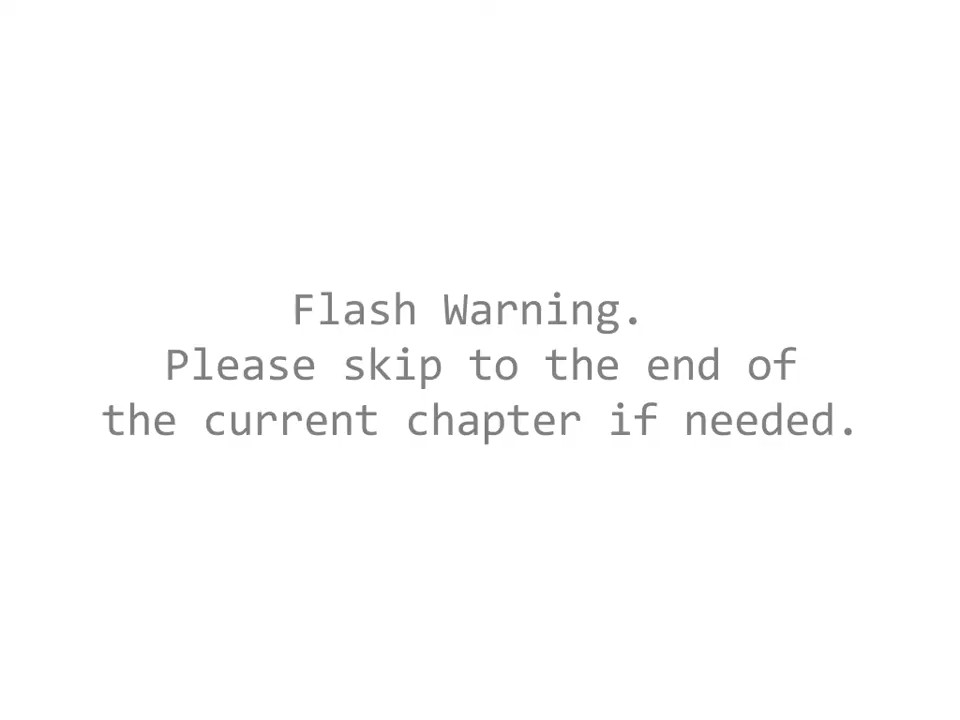 Flash Warning.
Please skip to the end of
the current chapter if needed.